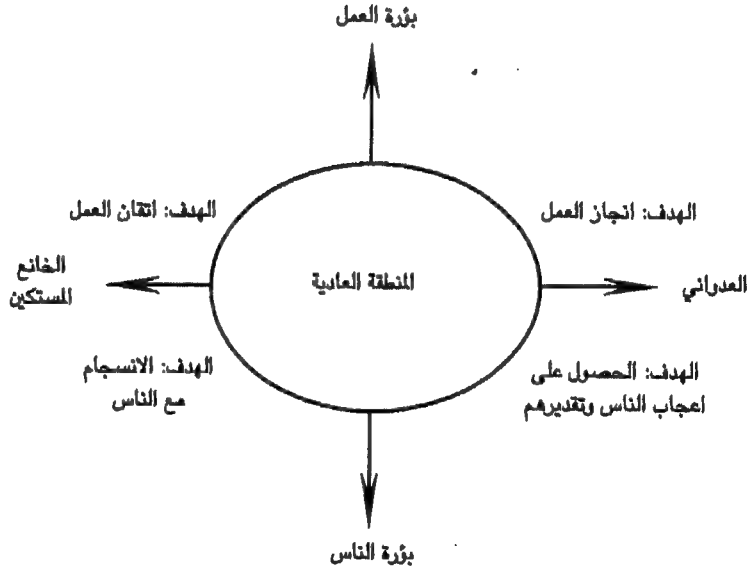 بؤرة العمل
الهدف: انجاز العمل
الهدف: اتقان العمل
العدواني
المنطقة العادية
الخانع
المستكين
الهدف: الحصول على
اعجاب الناس وتقديرهم
الهدف: الانسجام
مع الناس
بؤرة الناس